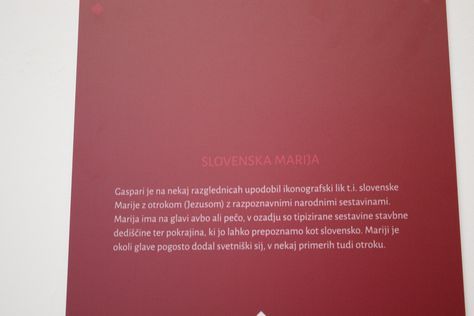 SLOVENSKA MARIJA
Gaspari je na nekaj razglednicah upodobil ikonografski lik t.i. slovenske
Marije z otrokom (Jezusom) z razpoznavnimi narodnimi sestavinami.
Marija ima na glavi avbo ali pečo, v ozadju so tipizirane sestavine stavbne
dediščine ter pokrajina, ki jo lahko prepoznamo kot slovensko. Mariji je
okoli glave pogosto dodal svetniški sij, v nekaj primerih tudi otroku.